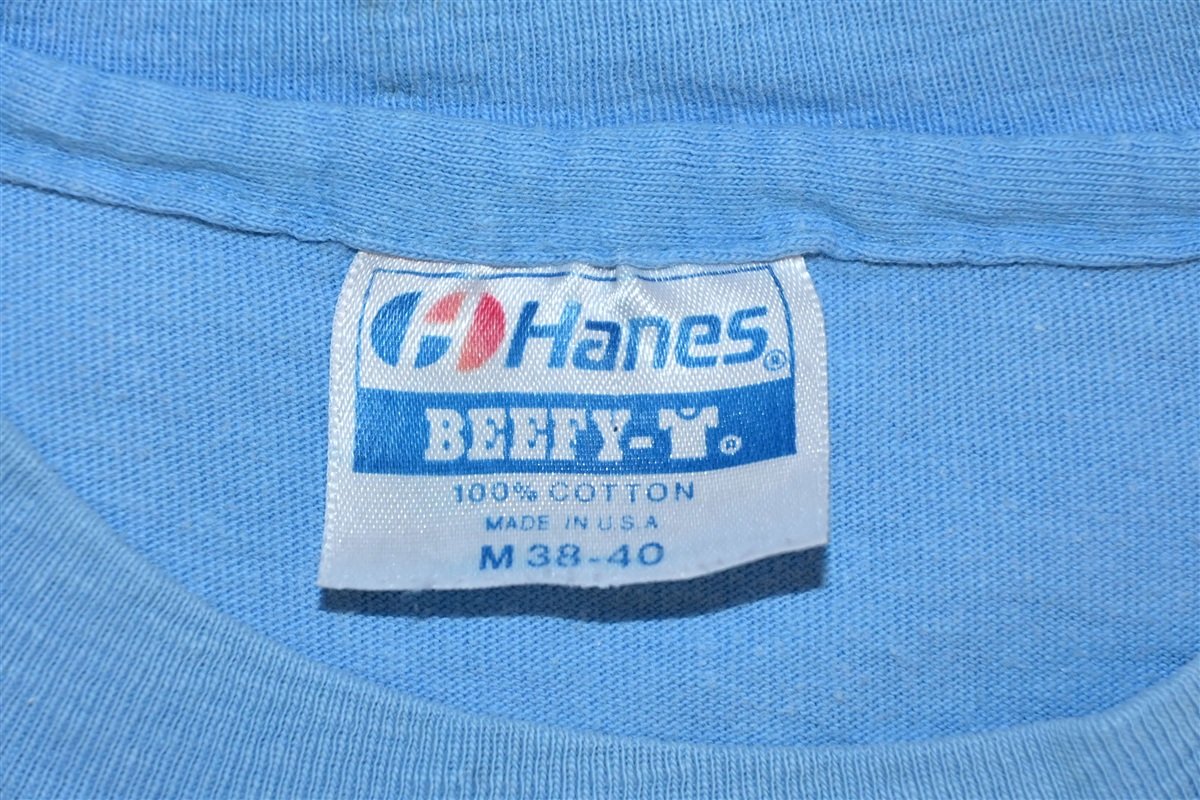 Hanes®
BEEFY-T®
100% COTTON
MADE IN U.S.A
M 38-40